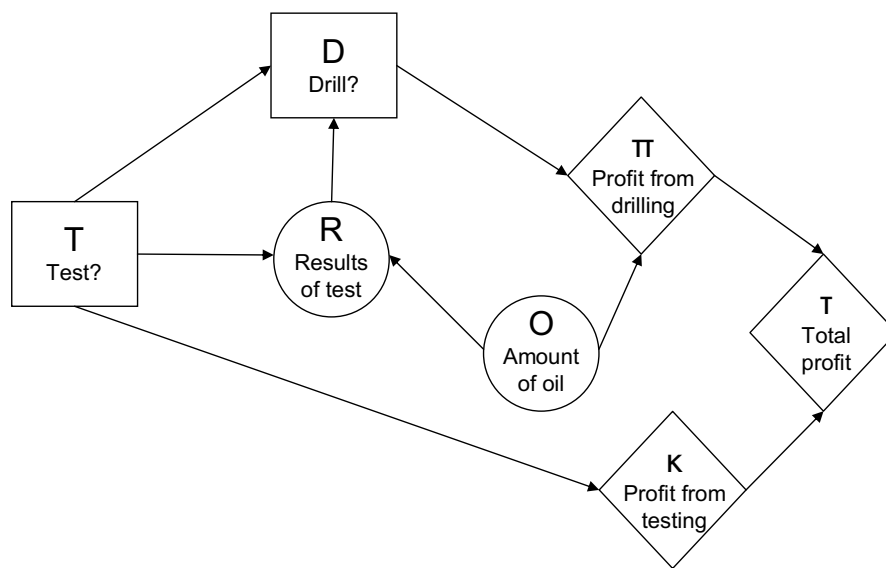 D
Drill?
π
Profit from
drilling
T
Test?
R
Results
of test
O
Amount
of oil
τ
Total
profit
κ
Profit from
testing